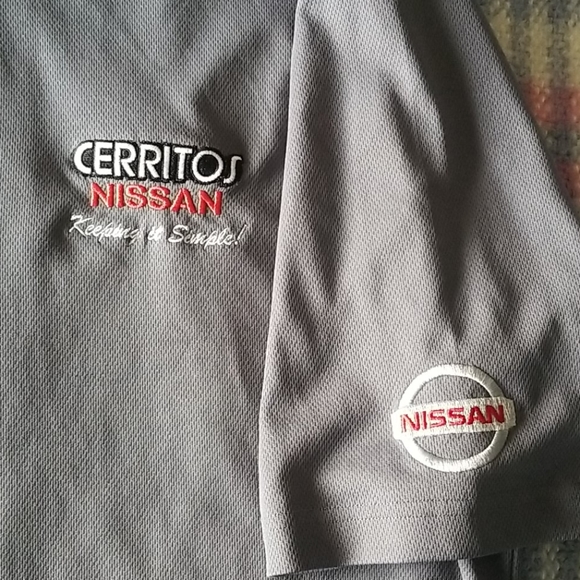 CERRITOS
NISSAN
Keeping it Simple!
NISSAN